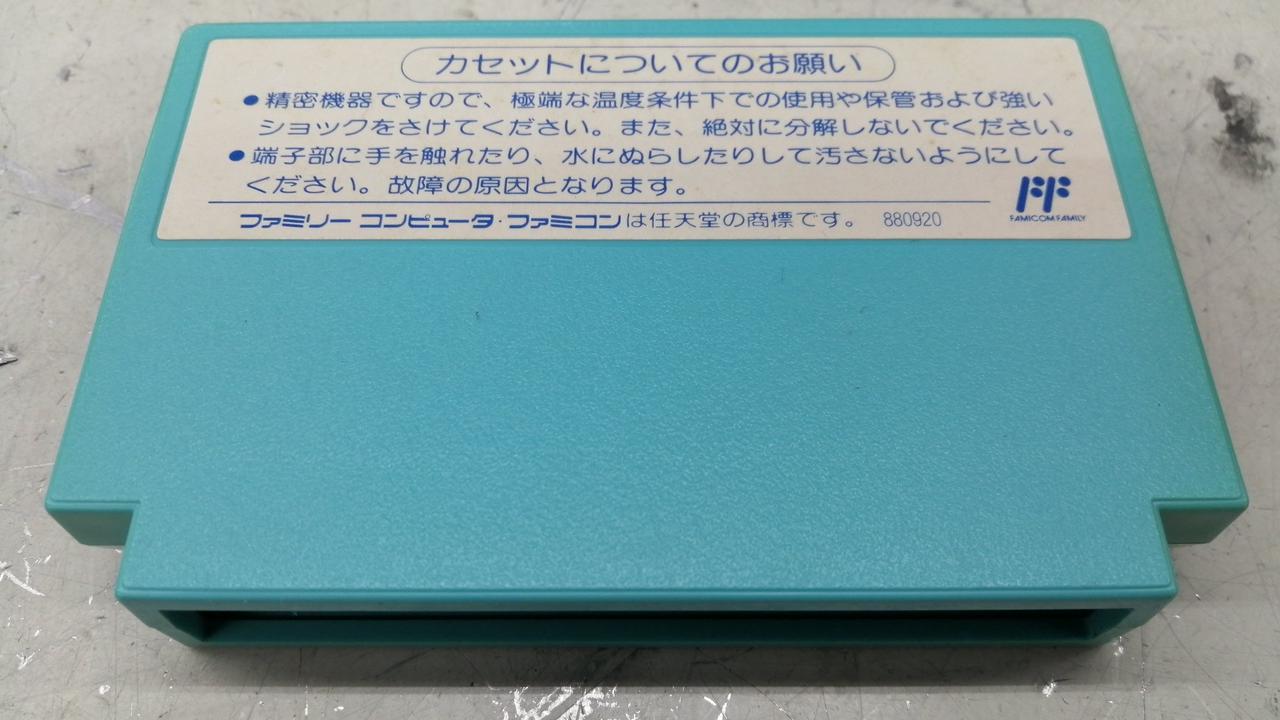 カセットについてのお願い
●精密機器ですので、極端な温度条件下での使用や保管および強い
ショックをさけてください。また、絶対に分解しないでください。
●端子部に手を触れたり、水にぬらしたりして汚さないようにして
ください。故障の原因となります。
FAMICOM FAMILY
ファミリー コンピュータ・ファミコンは任天堂の商標です。 880920